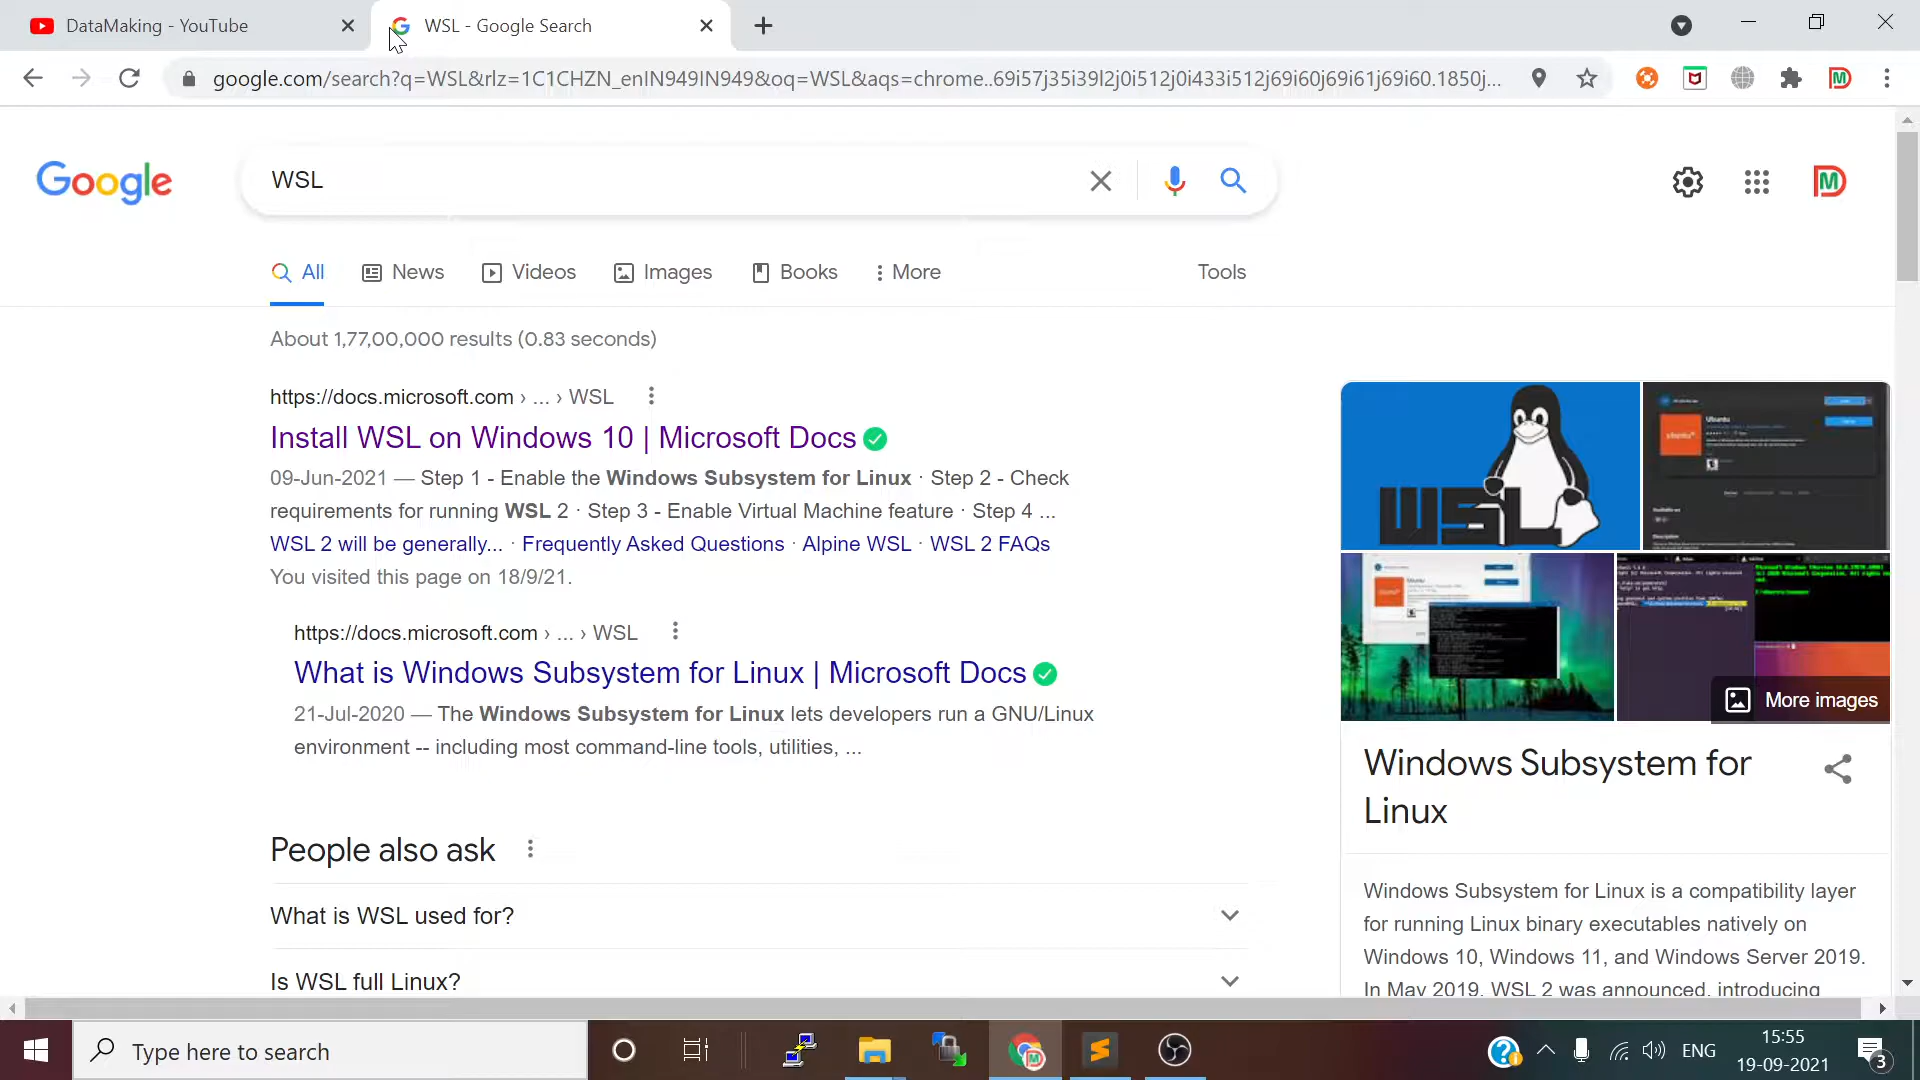 DataMaking - YouTube
WSL - Google Search
google.com/search?q=WSL&rlz=1C1CHZN_enIN949IN949&oq=WSL&aqs=chrome..69i57j35i39l2j0i512j0i433i512j69i60j69i61j69i60.1850j...
Google
WSL
All
News
Videos
Images
Books
More
Tools
About 1,77,00,000 results (0.83 seconds)
https://docs.microsoft.com › ... › WSL
Install WSL on Windows 10 | Microsoft Docs
09-Jun-2021 — Step 1 - Enable the Windows Subsystem for Linux · Step 2 - Check
requirements for running WSL 2 · Step 3 - Enable Virtual Machine feature · Step 4 ...
WSL 2 will be generally... · Frequently Asked Questions · Alpine WSL · WSL 2 FAQs
You visited this page on 18/9/21.
https://docs.microsoft.com › ... › WSL
What is Windows Subsystem for Linux | Microsoft Docs
21-Jul-2020 — The Windows Subsystem for Linux lets developers run a GNU/Linux
environment -- including most command-line tools, utilities, ...
People also ask
What is WSL used for?
Is WSL full Linux?
WSL
Ubuntu
More images
Windows Subsystem for
Linux
Windows Subsystem for Linux is a compatibility layer
for running Linux binary executables natively on
Windows 10, Windows 11, and Windows Server 2019.
In May 2019, WSL 2 was announced, introducing
Type here to search
ENG
15:55
19-09-2021
3